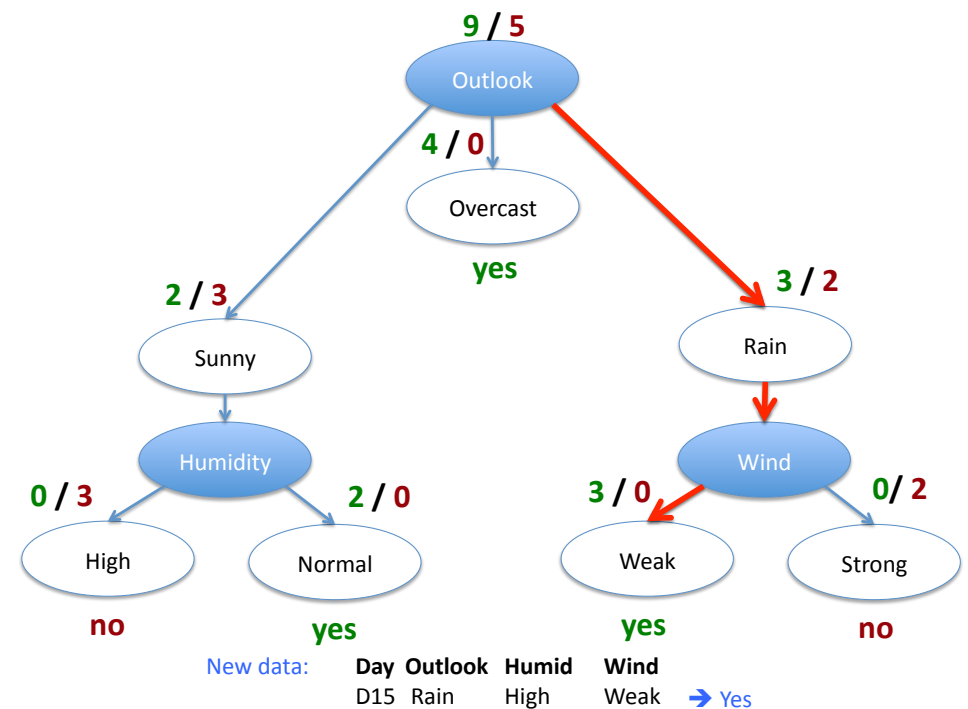 9 / 5
Outlook
4 / 0
Overcast
yes
2 / 3
3 / 2
Sunny
Rain
Humidity
Wind
0 / 3
2 / 0
3 / 0
0/ 2
High
Normal
Weak
Strong
no
yes
yes
no
New data: Day Outlook Humid Wind
D15 Rain High Weak ➔ Yes